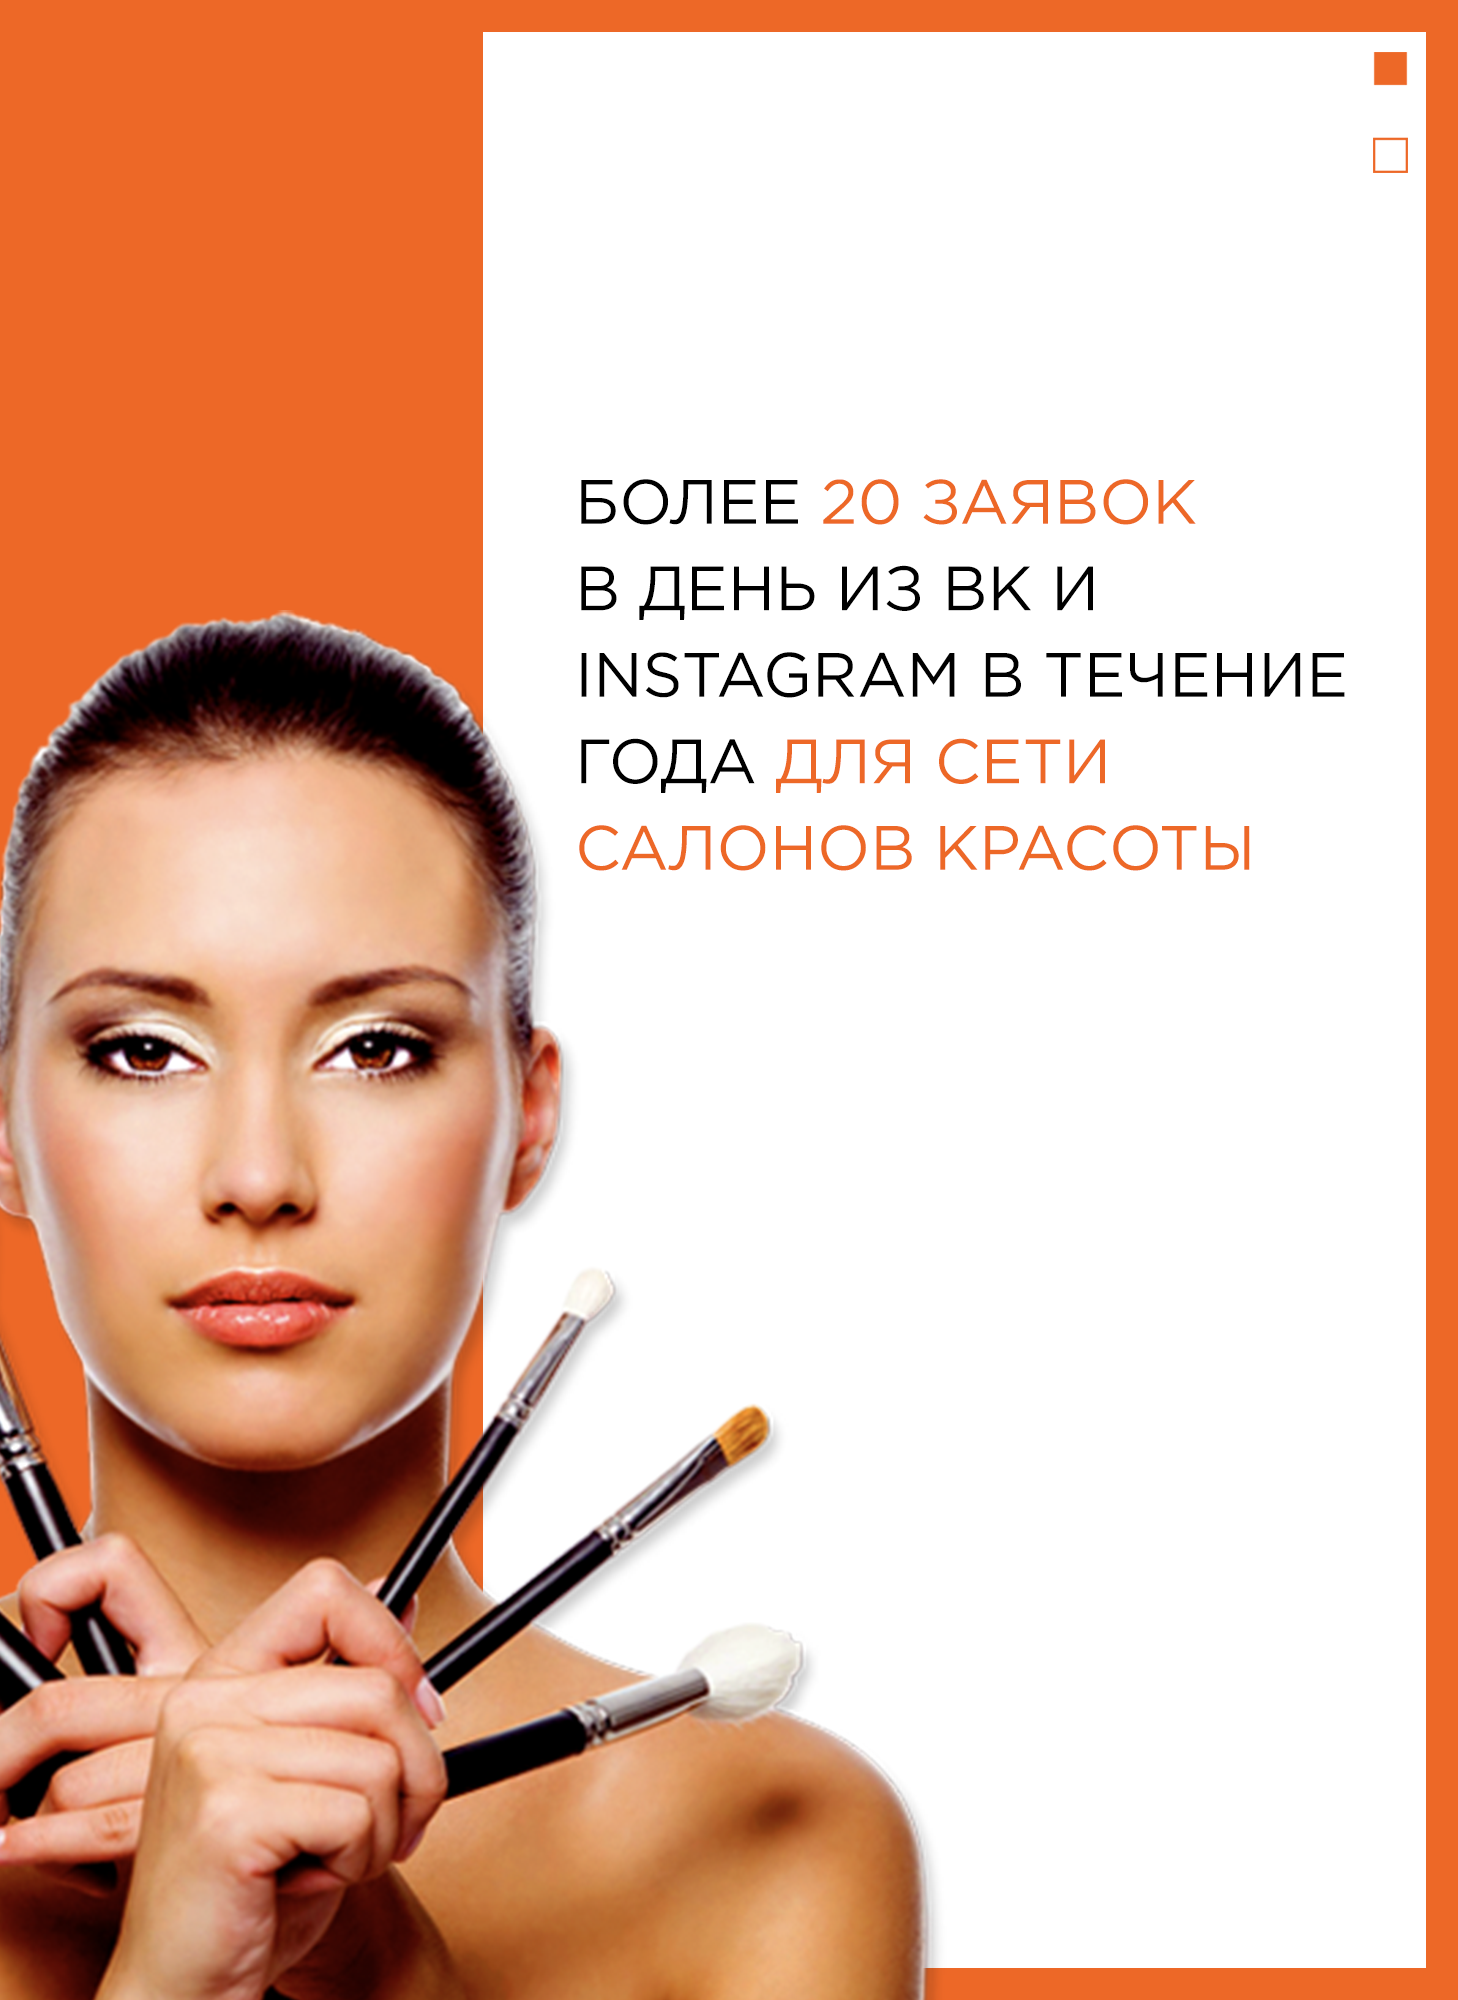 БОЛЕЕ 20 ЗАЯВОК
В ДЕНЬ ИЗ ВК И
INSTAGRAM В ТЕЧЕНИЕ
ГОДА ДЛЯ СЕТИ
САЛОНОВ КРАСОТЫ